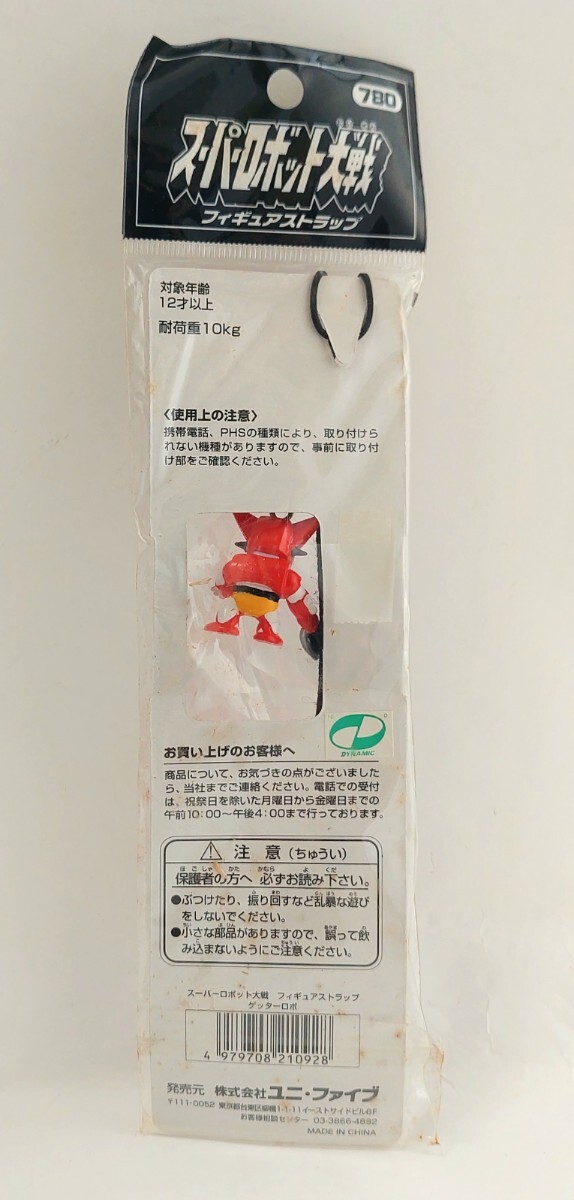 780
スーパーロボット大戦
フィギュアストラップ
対象年齢
12才以上
耐荷重10kg
〈使用上の注意〉
携帯電話、PHSの種類により、取り付けら
れない機種がありますので、事前に取り付
け部をご確認ください。
DYNAMIC
お買い上げのお客様へ
商品について、お気づきの点がございました
ら、当社までご連絡ください。電話での受付
は、祝祭日を除いた月曜日から金曜日までの
午前10:00～午後4:00まで行っております。
⚠ 注意(ちゅうい)
保護者の方へ 必ずお読み下さい。
●ぶつけたり、振り回すなど乱暴な遊び
をしないでください。
●小さな部品がありますので、誤って飲
み込まないようにご注意ください。
スーパーロボット大戦 フィギュアストラップ
ゲッターロボ
4 979708 210928
発売元 株式会社ユニ・ファイブ
〒111-0052 東京都台東区柳橋1-1-11イーストサイドビル6F
お客様相談センター 03-3866-4682
MADE IN CHINA